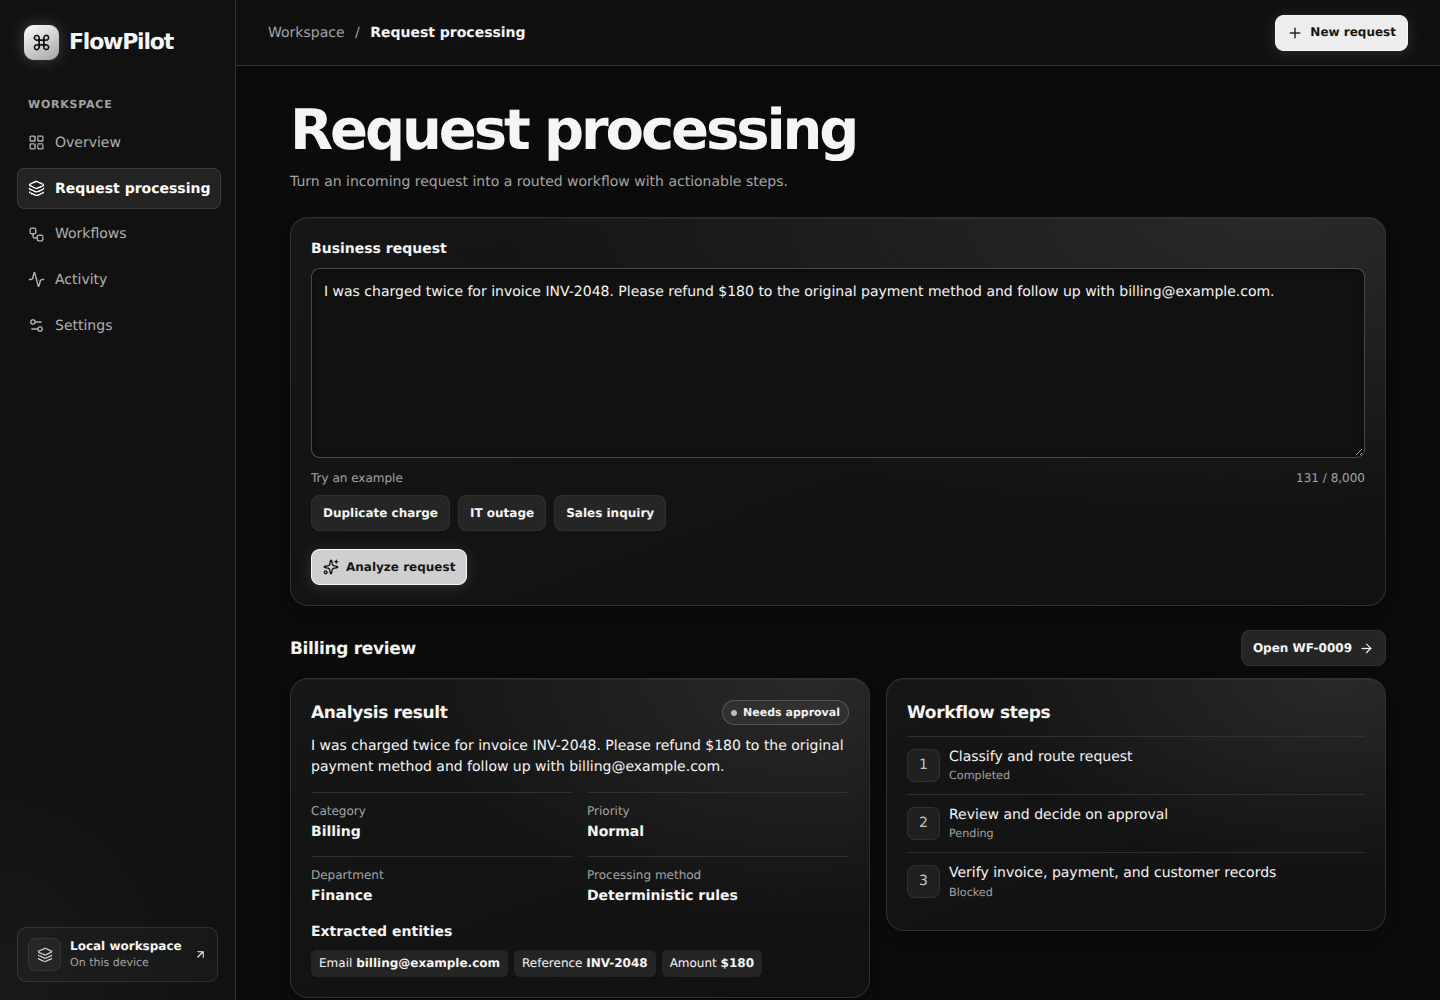 FlowPilot
WORKSPACE
Overview
Request processing
Workflows
Activity
Settings
Local workspace
On this device
Workspace / Request processing
New request
Request processing
Turn an incoming request into a routed workflow with actionable steps.
Business request
I was charged twice for invoice INV-2048. Please refund $180 to the original payment method and follow up with billing@example.com.
Try an example
131 / 8,000
Duplicate charge
IT outage
Sales inquiry
Analyze request
Billing review
Open WF-0009
Analysis result
Needs approval
I was charged twice for invoice INV-2048. Please refund $180 to the original
payment method and follow up with billing@example.com.
Category
Billing
Priority
Normal
Department
Finance
Processing method
Deterministic rules
Extracted entities
Email billing@example.com
Reference INV-2048
Amount $180
Workflow steps
1
Classify and route request
Completed
2
Review and decide on approval
Pending
3
Verify invoice, payment, and customer records
Blocked